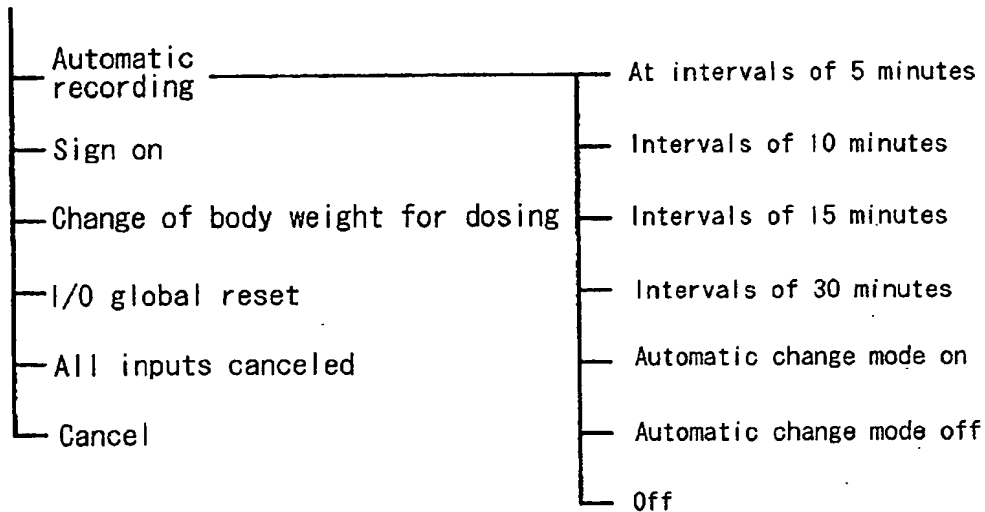 Automatic
recording
Sign on
Change of body weight for dosing
I/O global reset
All inputs canceled
Cancel
At intervals of 5 minutes
Intervals of 10 minutes
Intervals of 15 minutes
Intervals of 30 minutes
Automatic change mode on
Automatic change mode off
Off